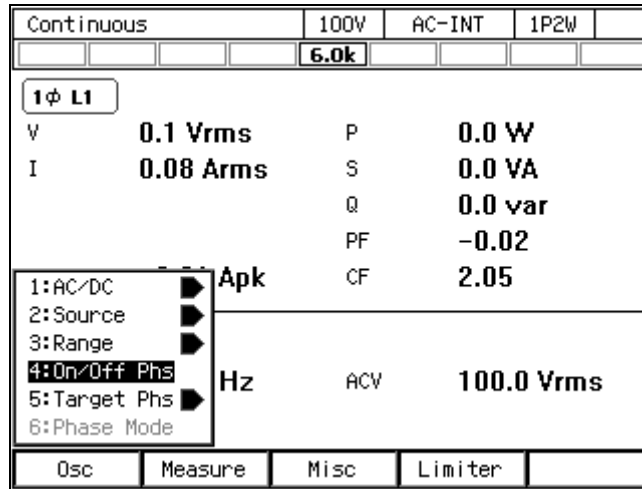 Continuous 100V AC-INT 1P2W
6.0k
1ϕ L1
V 0.1 Vrms P 0.0 W
I 0.08 Arms S 0.0 VA
Q 0.0 var
PF -0.02
Apk CF 2.05
1:AC/DC
2:Source
3:Range
4:On/Off Phs
5:Target Phs
6:Phase Mode
Hz ACV 100.0 Vrms
Osc Measure Misc Limiter